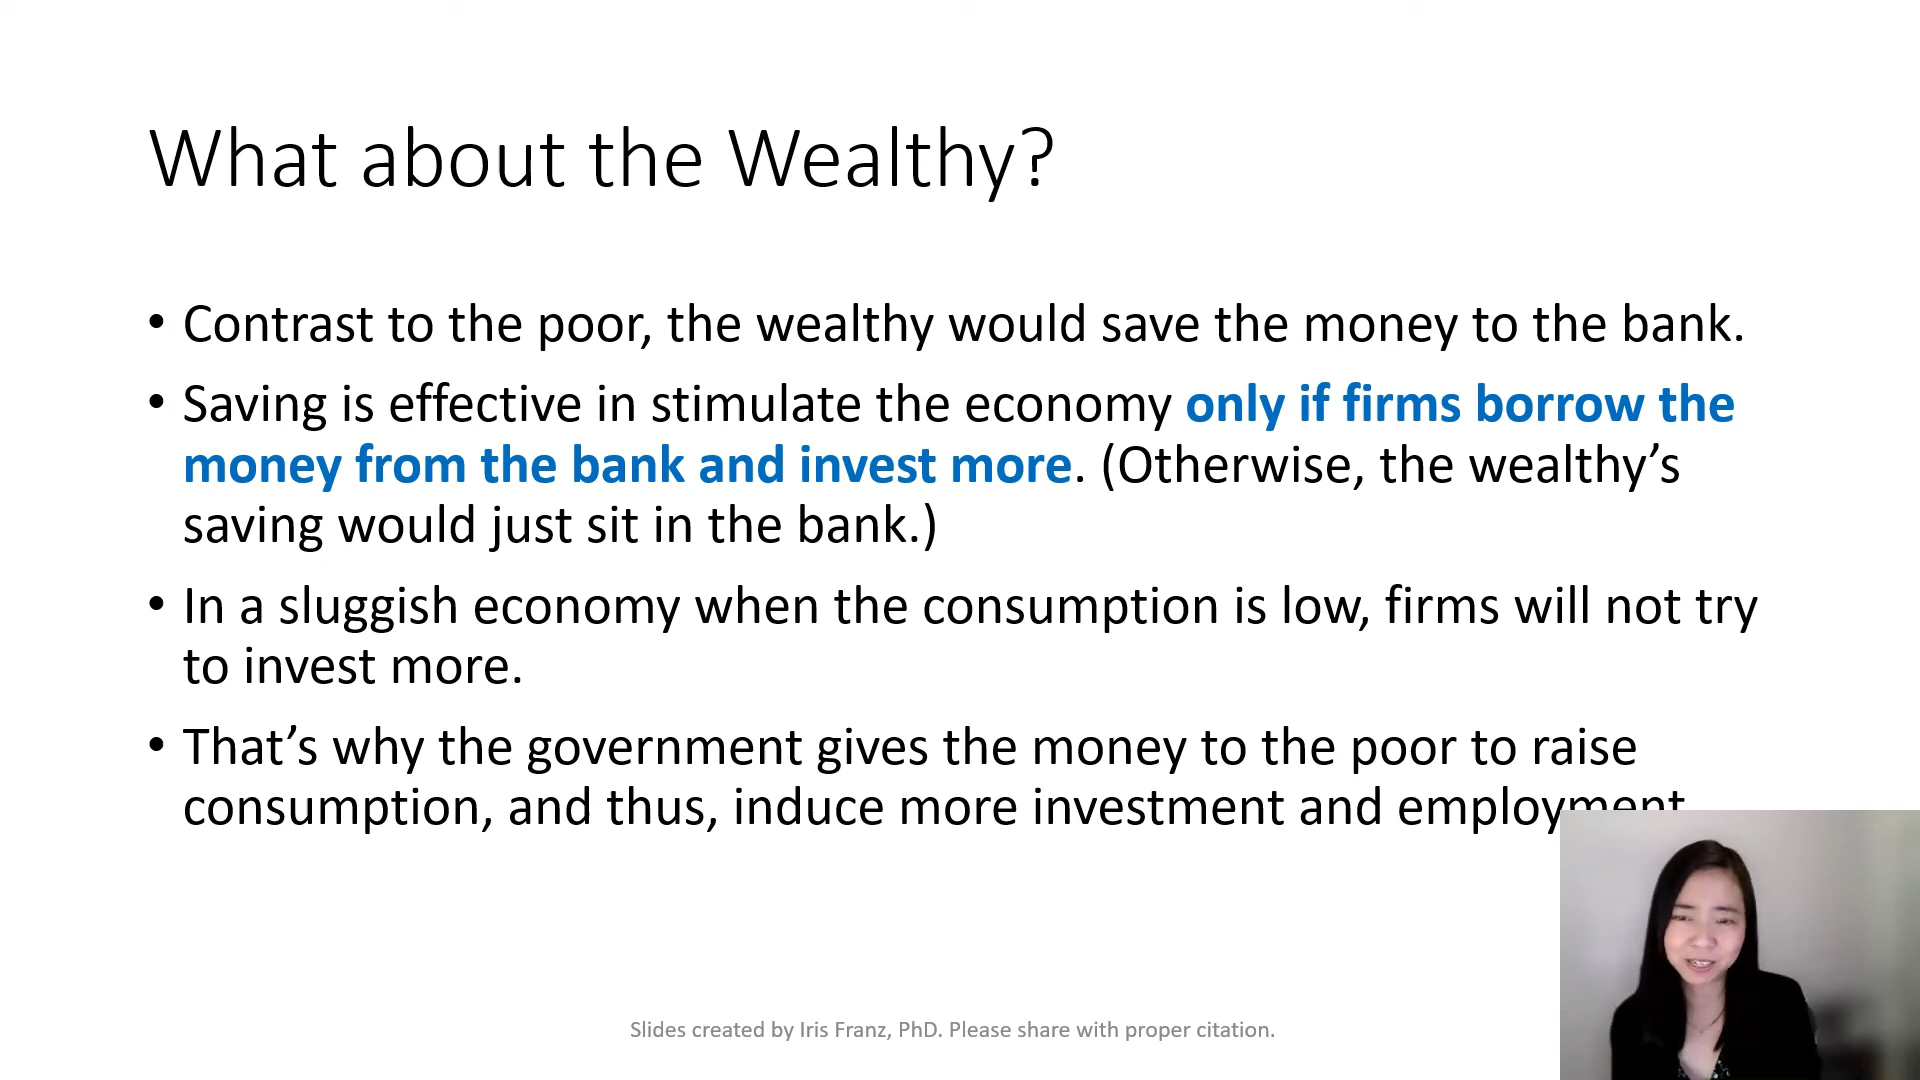 What about the Wealthy?
• Contrast to the poor, the wealthy would save the money to the bank.
• Saving is effective in stimulate the economy only if firms borrow the
money from the bank and invest more. (Otherwise, the wealthy’s
saving would just sit in the bank.)
• In a sluggish economy when the consumption is low, firms will not try
to invest more.
• That’s why the government gives the money to the poor to raise
consumption, and thus, induce more investment and employment
Slides created by Iris Franz, PhD. Please share with proper citation.